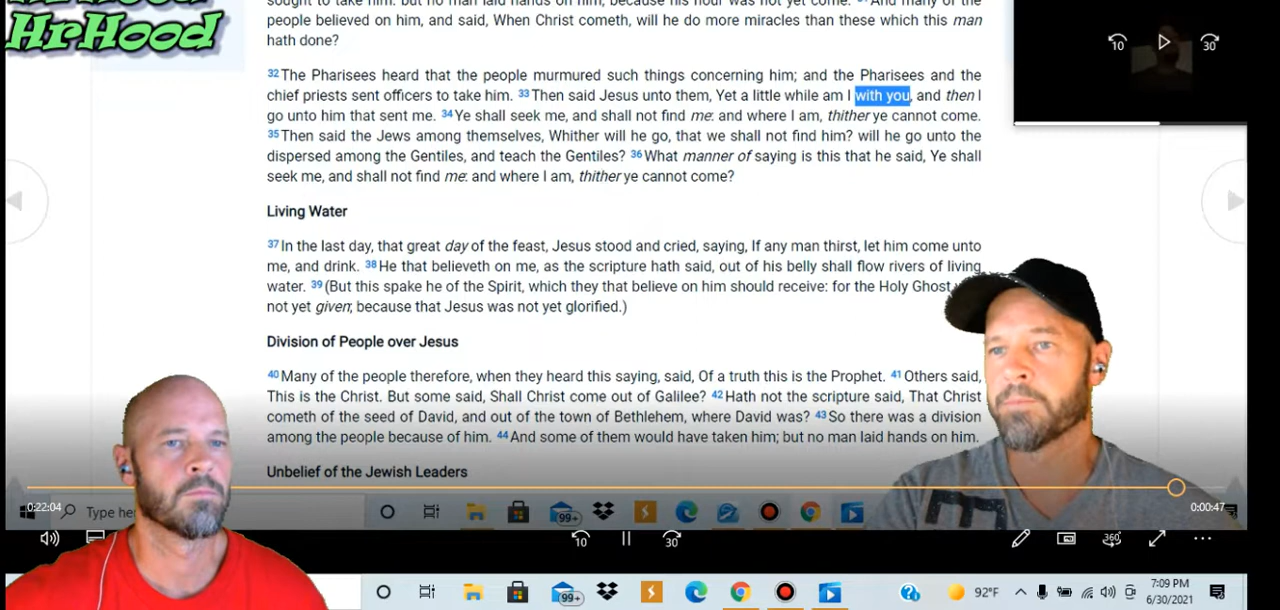 HrHood
HrHood
sought to take him: but no man laid hands on him, because his hour was not yet come. And many of the
people believed on him, and said, When Christ cometh, will he do more miracles than these which this man
hath done?
32 The Pharisees heard that the people murmured such things concerning him; and the Pharisees and the
chief priests sent officers to take him. 33 Then said Jesus unto them, Yet a little while am I with you, and then I
go unto him that sent me. 34 Ye shall seek me, and shall not find me: and where I am, thither ye cannot come.
35 Then said the Jews among themselves, Whither will he go, that we shall not find him? will he go unto the
dispersed among the Gentiles, and teach the Gentiles? 36 What manner of saying is this that he said, Ye shall
seek me, and shall not find me: and where I am, thither ye cannot come?
Living Water
37 In the last day, that great day of the feast, Jesus stood and cried, saying, If any man thirst, let him come unto
me, and drink. 38 He that believeth on me, as the scripture hath said, out of his belly shall flow rivers of living
water. 39 (But this spake he of the Spirit, which they that believe on him should receive: for the Holy Ghost
not yet given; because that Jesus was not yet glorified.)
Division of People over Jesus
40 Many of the people therefore, when they heard this saying, said, Of a truth this is the Prophet. 41 Others said,
This is the Christ. But some said, Shall Christ come out of Galilee? 42 Hath not the scripture said, That Christ
cometh of the seed of David, and out of the town of Bethlehem, where David was? 43 So there was a division
among the people because of him. 44 And some of them would have taken him; but no man laid hands on him.
Unbelief of the Jewish Leaders
10
30
0:22:04
0:00:47
Type he
99+
10
30
360
99+
92°F
7:09 PM
6/30/2021